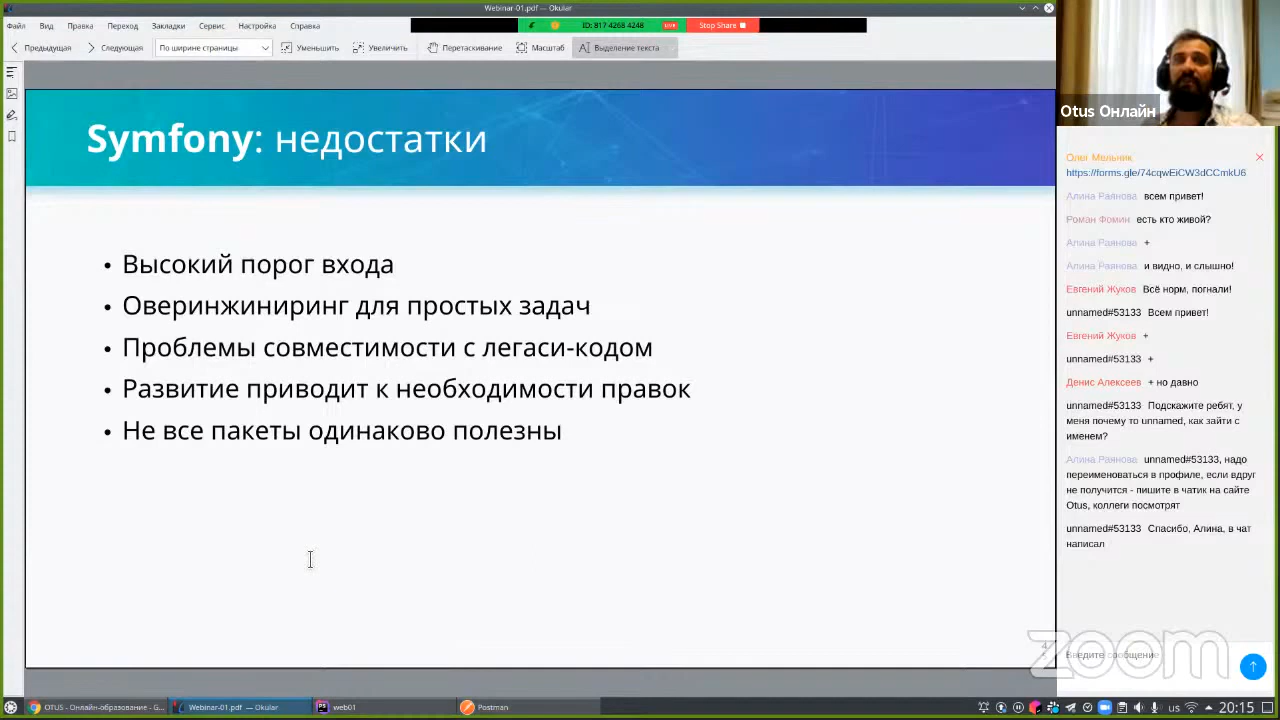 Webinar-01.pdf — Okular
Файл Вид Правка Переход Закладки Сервис Настройка Справка
ID: 817 4268 4248 LIVE Stop Share
Предыдущая Следующая По ширине страницы Уменьшить Увеличить Перетаскивание Масштаб Выделение текста
Symfony: недостатки
• Высокий порог входа
• Оверинжиниринг для простых задач
• Проблемы совместимости с легаси-кодом
• Развитие приводит к необходимости правок
• Не все пакеты одинаково полезны
Otus Онлайн
Олег Мельник
https://forms.gle/74cqwEiCW3dCCmkU6
Алина Раянова всем привет!
Роман Фомин есть кто живой?
Алина Раянова +
Алина Раянова и видно, и слышно!
Евгений Жуков Всё норм, погнали!
unnamed#53133 Всем привет!
Евгений Жуков +
unnamed#53133 +
Денис Алексеев + но давно
unnamed#53133 Подскажите ребят, у
меня почему то unnamed, как зайти с
именем?
Алина Раянова unnamed#53133, надо
переименоваться в профиле, если вдруг
не получится - пишите в чатик на сайте
Otus, коллеги посмотрят
unnamed#53133 Спасибо, Алина, в чат
написал
Введите сообщение
zoom
OTUS - Онлайн-образование - G... Webinar-01.pdf — Okular web01 Postman us 20:15